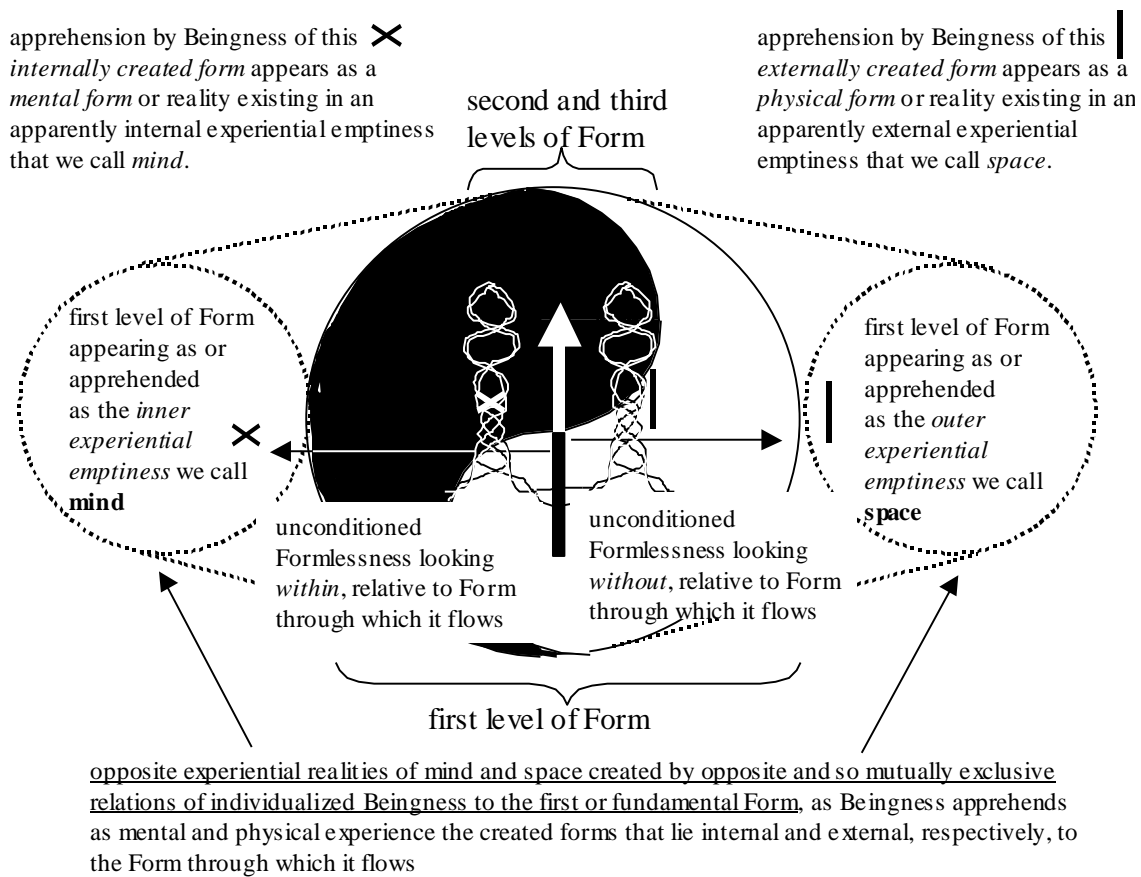 apprehension by Beingness of this
internally created form appears as a
mental form or reality existing in an
apparently internal experiential emptiness
that we call mind.
apprehension by Beingness of this
externally created form appears as a
physical form or reality existing in an
apparently external experiential
emptiness that we call space.
second and third
levels of Form
first level of Form
appearing as or
apprehended
as the inner
experiential
emptiness we call
mind
first level of Form
appearing as or
apprehended
as the outer
experiential
emptiness we call
space
unconditioned
Formlessness looking
within, relative to Form
through which it flows
unconditioned
Formlessness looking
without, relative to Form
through which it flows
first level of Form
opposite experiential realities of mind and space created by opposite and so mutually exclusive
relations of individualized Beingness to the first or fundamental Form, as Beingness apprehends
as mental and physical experience the created forms that lie internal and external, respectively, to
the Form through which it flows